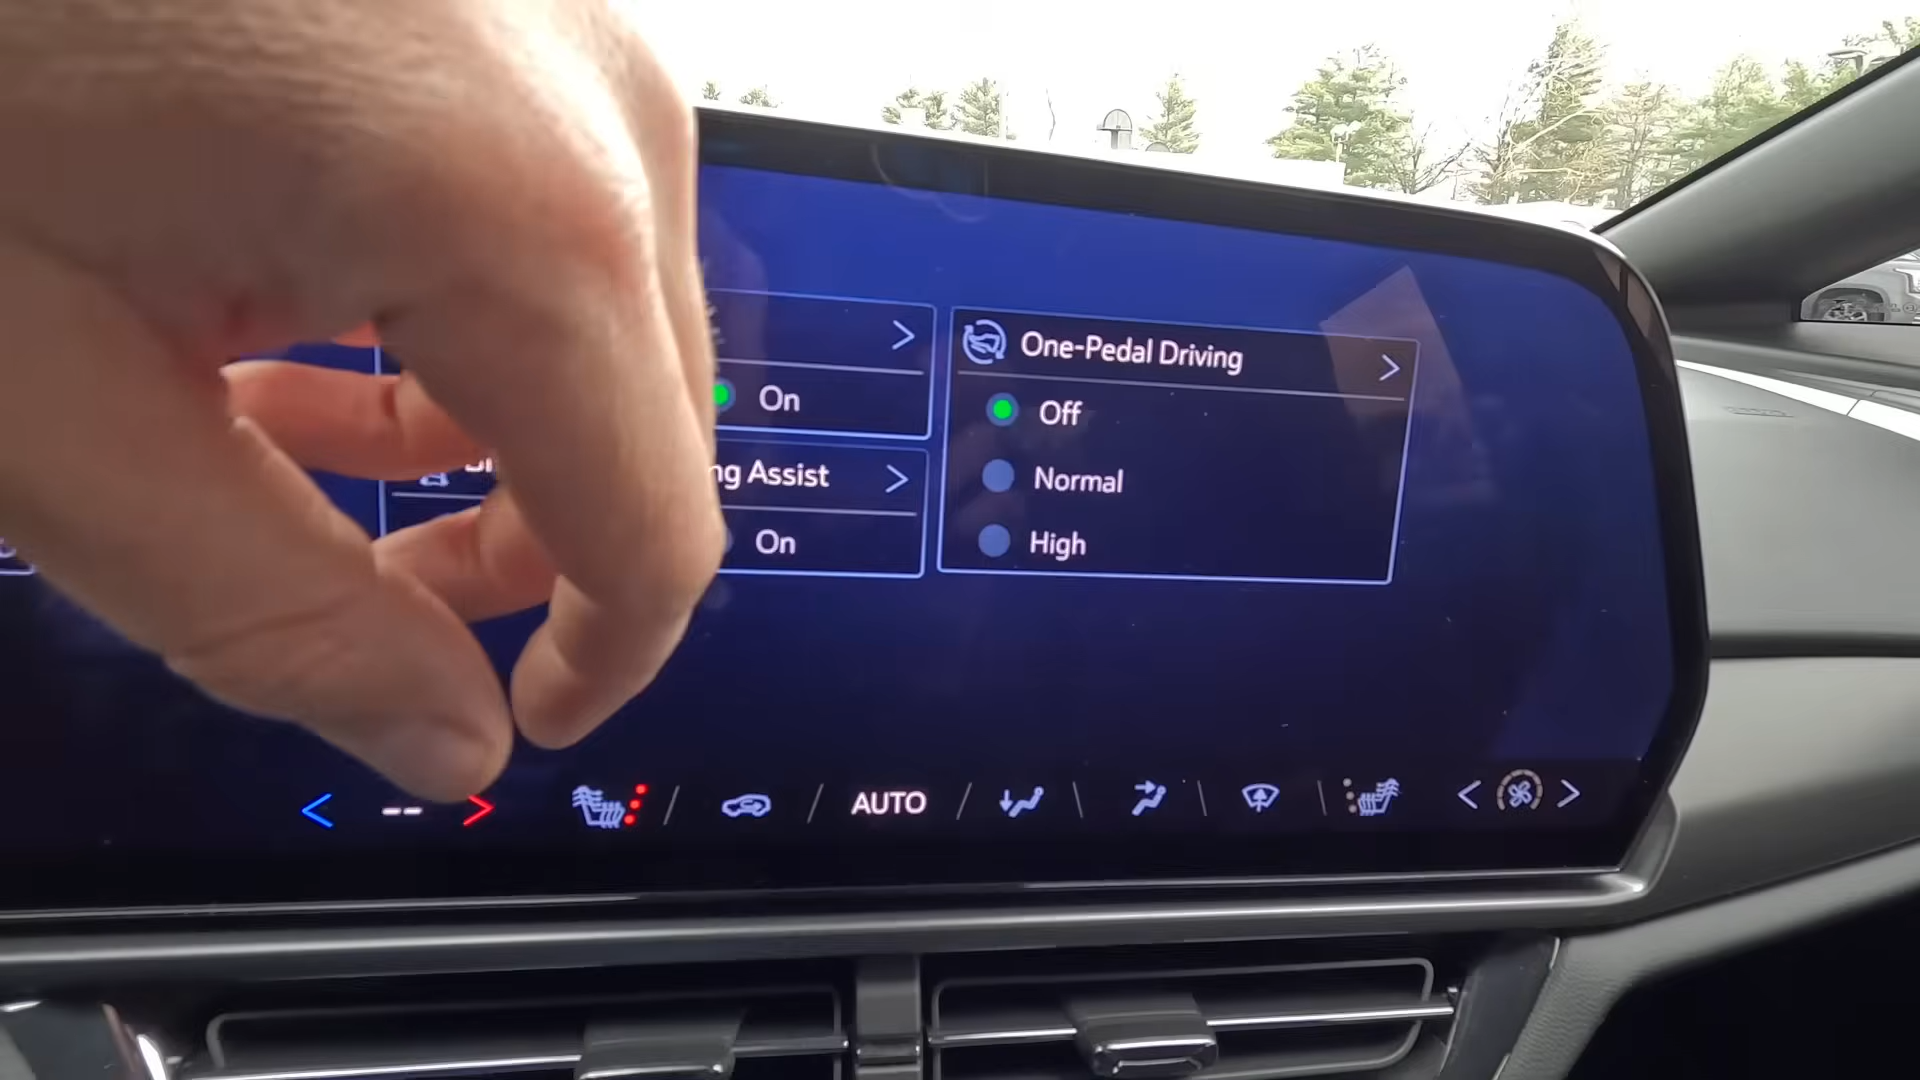 On
ng Assist
On
One-Pedal Driving
Off
Normal
High
-- AUTO